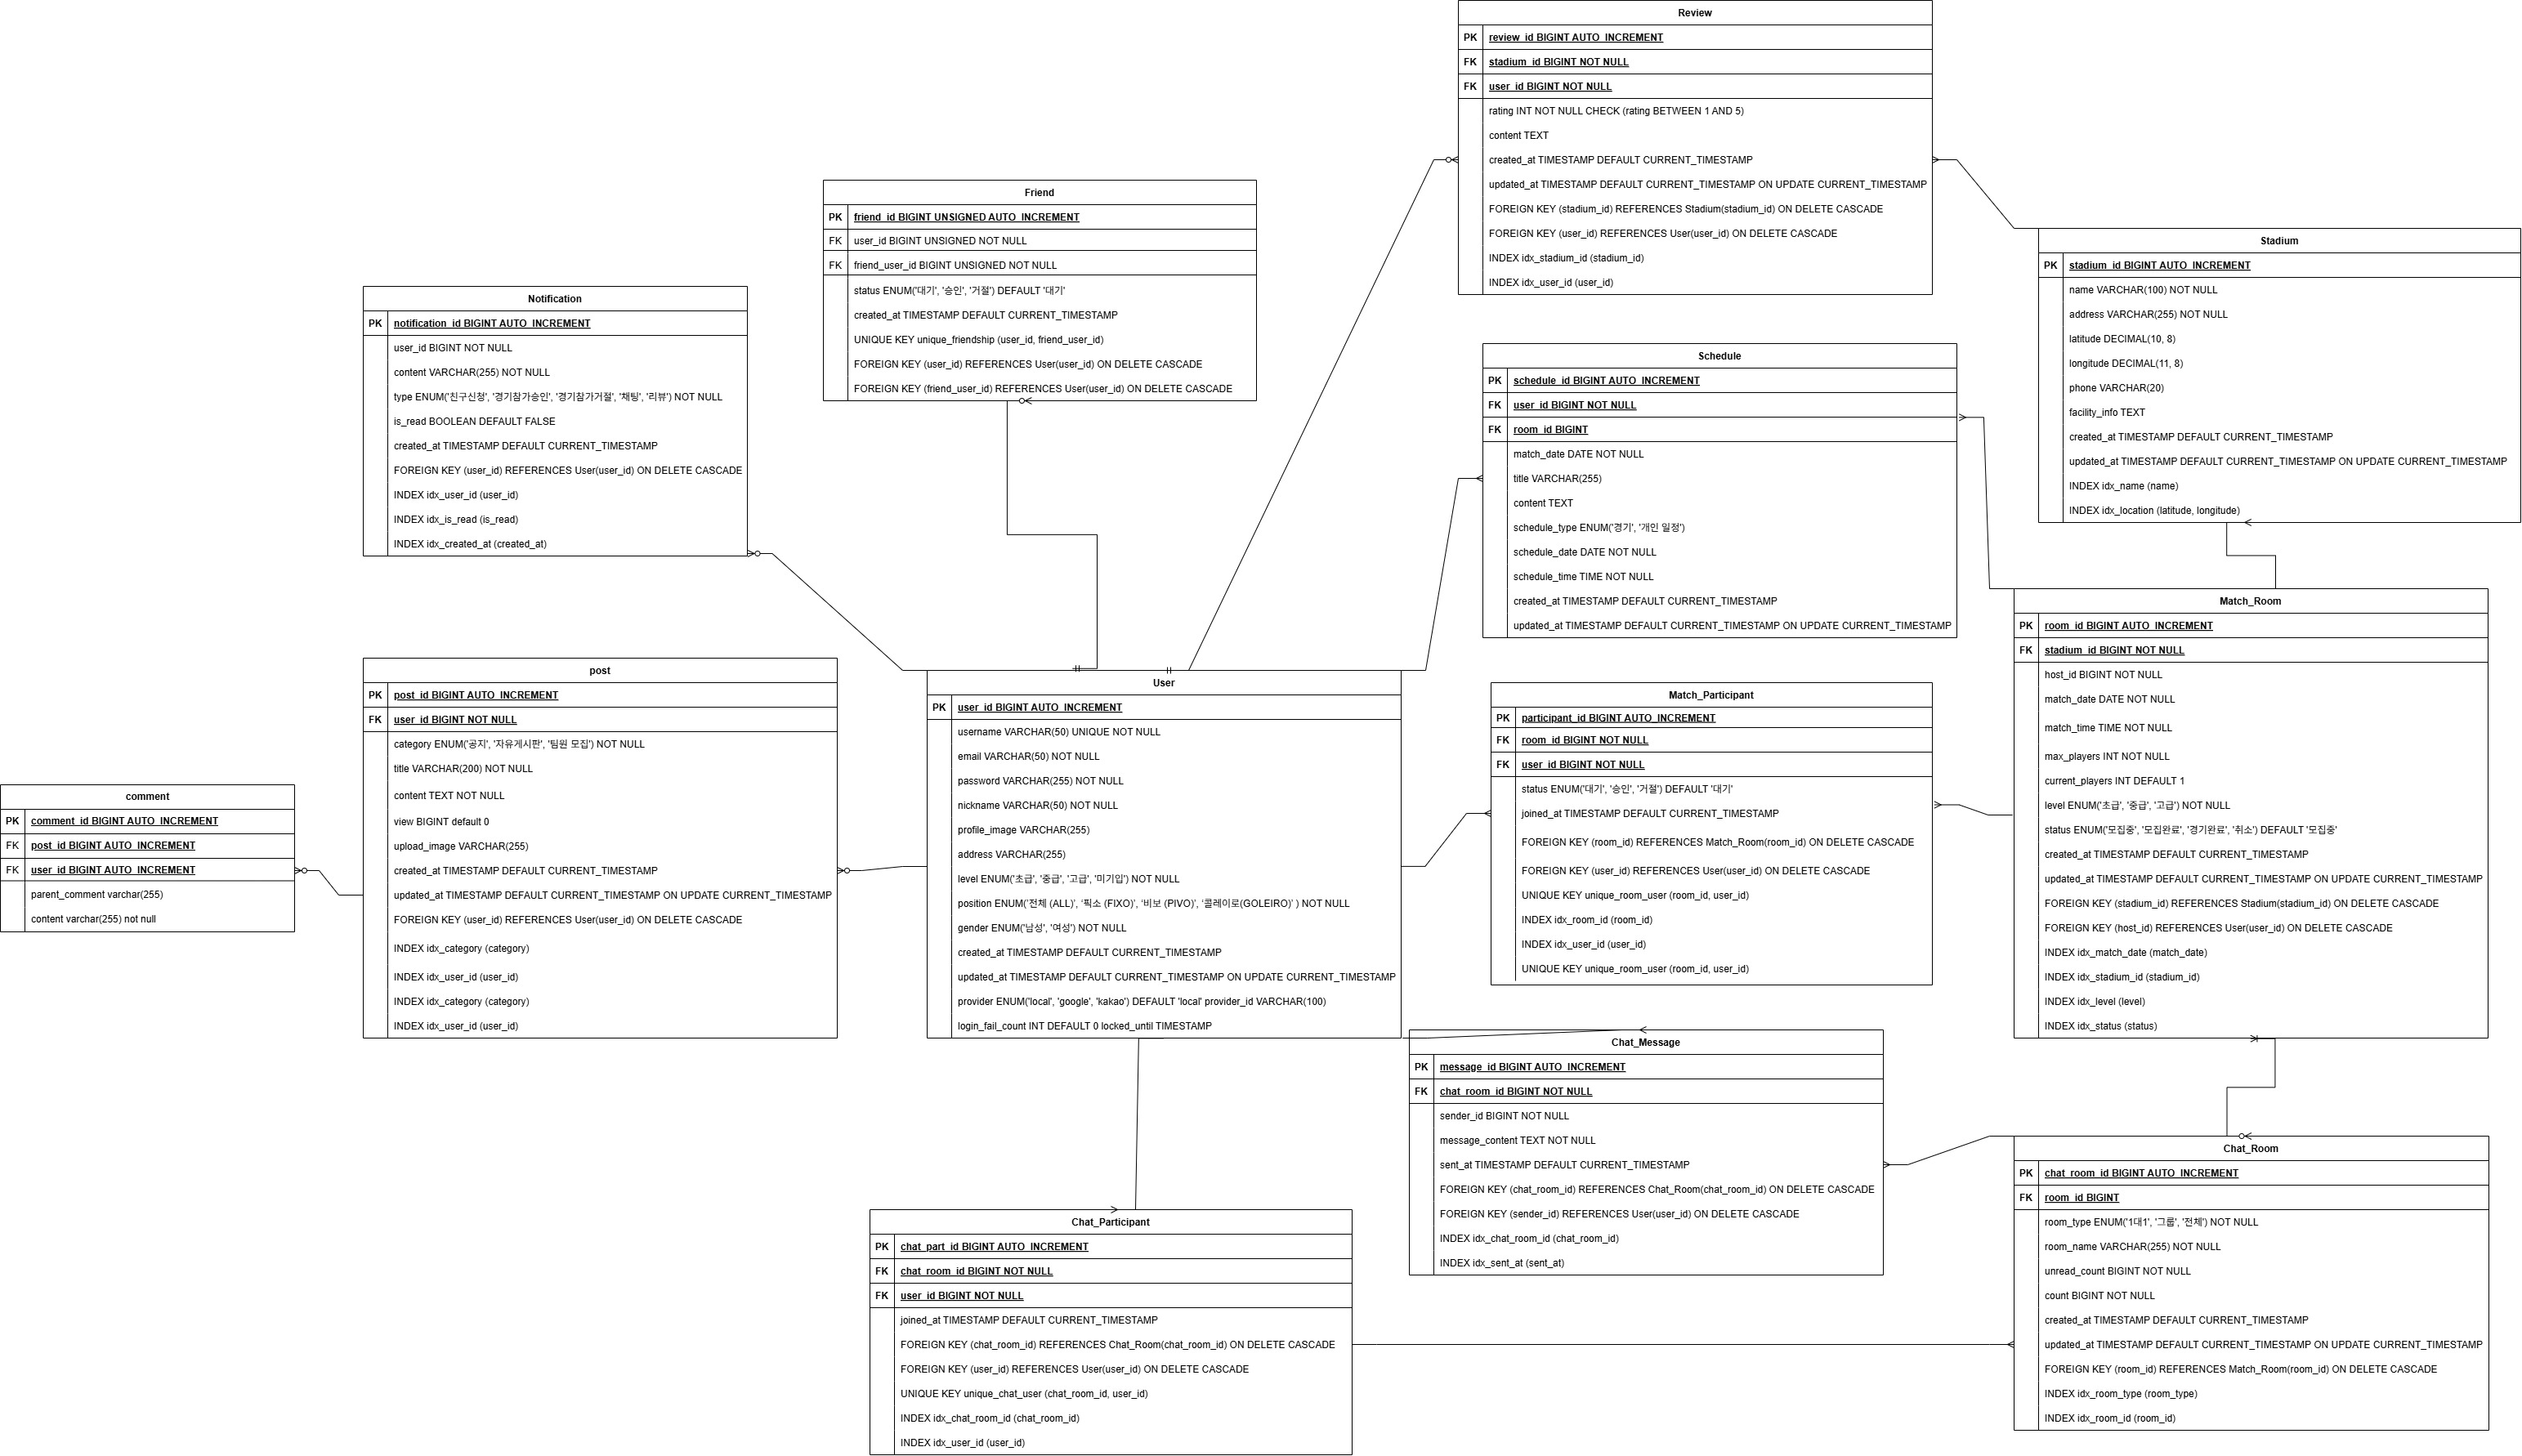 Review
PK review_id BIGINT AUTO_INCREMENT
FK stadium_id BIGINT NOT NULL
FK user_id BIGINT NOT NULL
rating INT NOT NULL CHECK (rating BETWEEN 1 AND 5)
content TEXT
created_at TIMESTAMP DEFAULT CURRENT_TIMESTAMP
updated_at TIMESTAMP DEFAULT CURRENT_TIMESTAMP ON UPDATE CURRENT_TIMESTAMP
FOREIGN KEY (stadium_id) REFERENCES Stadium(stadium_id) ON DELETE CASCADE
FOREIGN KEY (user_id) REFERENCES User(user_id) ON DELETE CASCADE
INDEX idx_stadium_id (stadium_id)
INDEX idx_user_id (user_id)
Friend
PK friend_id BIGINT UNSIGNED AUTO_INCREMENT
FK user_id BIGINT UNSIGNED NOT NULL
FK friend_user_id BIGINT UNSIGNED NOT NULL
status ENUM('대기', '승인', '거절') DEFAULT '대기'
created_at TIMESTAMP DEFAULT CURRENT_TIMESTAMP
UNIQUE KEY unique_friendship (user_id, friend_user_id)
FOREIGN KEY (user_id) REFERENCES User(user_id) ON DELETE CASCADE
FOREIGN KEY (friend_user_id) REFERENCES User(user_id) ON DELETE CASCADE
Stadium
PK stadium_id BIGINT AUTO_INCREMENT
name VARCHAR(100) NOT NULL
address VARCHAR(255) NOT NULL
latitude DECIMAL(10, 8)
longitude DECIMAL(11, 8)
phone VARCHAR(20)
facility_info TEXT
created_at TIMESTAMP DEFAULT CURRENT_TIMESTAMP
updated_at TIMESTAMP DEFAULT CURRENT_TIMESTAMP ON UPDATE CURRENT_TIMESTAMP
INDEX idx_name (name)
INDEX idx_location (latitude, longitude)
Notification
PK notification_id BIGINT AUTO_INCREMENT
user_id BIGINT NOT NULL
content VARCHAR(255) NOT NULL
type ENUM('친구신청', '경기참가승인', '경기참가거절', '채팅', '리뷰') NOT NULL
is_read BOOLEAN DEFAULT FALSE
created_at TIMESTAMP DEFAULT CURRENT_TIMESTAMP
FOREIGN KEY (user_id) REFERENCES User(user_id) ON DELETE CASCADE
INDEX idx_user_id (user_id)
INDEX idx_is_read (is_read)
INDEX idx_created_at (created_at)
Schedule
PK schedule_id BIGINT AUTO_INCREMENT
FK user_id BIGINT NOT NULL
FK room_id BIGINT
match_date DATE NOT NULL
title VARCHAR(255)
content TEXT
schedule_type ENUM('경기', '개인 일정')
schedule_date DATE NOT NULL
schedule_time TIME NOT NULL
created_at TIMESTAMP DEFAULT CURRENT_TIMESTAMP
updated_at TIMESTAMP DEFAULT CURRENT_TIMESTAMP ON UPDATE CURRENT_TIMESTAMP
Match_Room
PK room_id BIGINT AUTO_INCREMENT
FK stadium_id BIGINT NOT NULL
host_id BIGINT NOT NULL
match_date DATE NOT NULL
match_time TIME NOT NULL
max_players INT NOT NULL
current_players INT DEFAULT 1
level ENUM('초급', '중급', '고급') NOT NULL
status ENUM('모집중', '모집완료', '경기완료', '취소') DEFAULT '모집중'
created_at TIMESTAMP DEFAULT CURRENT_TIMESTAMP
updated_at TIMESTAMP DEFAULT CURRENT_TIMESTAMP ON UPDATE CURRENT_TIMESTAMP
FOREIGN KEY (stadium_id) REFERENCES Stadium(stadium_id) ON DELETE CASCADE
FOREIGN KEY (host_id) REFERENCES User(user_id) ON DELETE CASCADE
INDEX idx_match_date (match_date)
INDEX idx_stadium_id (stadium_id)
INDEX idx_level (level)
INDEX idx_status (status)
post
PK post_id BIGINT AUTO_INCREMENT
FK user_id BIGINT NOT NULL
category ENUM('공지', '자유게시판', '팀원 모집') NOT NULL
title VARCHAR(200) NOT NULL
content TEXT NOT NULL
view BIGINT default 0
upload_image VARCHAR(255)
created_at TIMESTAMP DEFAULT CURRENT_TIMESTAMP
updated_at TIMESTAMP DEFAULT CURRENT_TIMESTAMP ON UPDATE CURRENT_TIMESTAMP
FOREIGN KEY (user_id) REFERENCES User(user_id) ON DELETE CASCADE
INDEX idx_category (category)
INDEX idx_user_id (user_id)
INDEX idx_category (category)
INDEX idx_user_id (user_id)
User
PK user_id BIGINT AUTO_INCREMENT
username VARCHAR(50) UNIQUE NOT NULL
email VARCHAR(50) NOT NULL
password VARCHAR(255) NOT NULL
nickname VARCHAR(50) NOT NULL
profile_image VARCHAR(255)
address VARCHAR(255)
level ENUM('초급', '중급', '고급', '미기입') NOT NULL
position ENUM('전체 (ALL)', '픽소 (FIXO)', '비보 (PIVO)', '콜레이로(GOLEIRO)' ) NOT NULL
gender ENUM('남성', '여성') NOT NULL
created_at TIMESTAMP DEFAULT CURRENT_TIMESTAMP
updated_at TIMESTAMP DEFAULT CURRENT_TIMESTAMP ON UPDATE CURRENT_TIMESTAMP
provider ENUM('local', 'google', 'kakao') DEFAULT 'local' provider_id VARCHAR(100)
login_fail_count INT DEFAULT 0 locked_until TIMESTAMP
Match_Participant
PK participant_id BIGINT AUTO_INCREMENT
FK room_id BIGINT NOT NULL
FK user_id BIGINT NOT NULL
status ENUM('대기', '승인', '거절') DEFAULT '대기'
joined_at TIMESTAMP DEFAULT CURRENT_TIMESTAMP
FOREIGN KEY (room_id) REFERENCES Match_Room(room_id) ON DELETE CASCADE
FOREIGN KEY (user_id) REFERENCES User(user_id) ON DELETE CASCADE
UNIQUE KEY unique_room_user (room_id, user_id)
INDEX idx_room_id (room_id)
INDEX idx_user_id (user_id)
UNIQUE KEY unique_room_user (room_id, user_id)
comment
PK comment_id BIGINT AUTO_INCREMENT
FK post_id BIGINT AUTO_INCREMENT
FK user_id BIGINT AUTO_INCREMENT
parent_comment varchar(255)
content varchar(255) not null
Chat_Message
PK message_id BIGINT AUTO_INCREMENT
FK chat_room_id BIGINT NOT NULL
sender_id BIGINT NOT NULL
message_content TEXT NOT NULL
sent_at TIMESTAMP DEFAULT CURRENT_TIMESTAMP
FOREIGN KEY (chat_room_id) REFERENCES Chat_Room(chat_room_id) ON DELETE CASCADE
FOREIGN KEY (sender_id) REFERENCES User(user_id) ON DELETE CASCADE
INDEX idx_chat_room_id (chat_room_id)
INDEX idx_sent_at (sent_at)
Chat_Room
PK chat_room_id BIGINT AUTO_INCREMENT
FK room_id BIGINT
room_type ENUM('1대1', '그룹', '전체') NOT NULL
room_name VARCHAR(255) NOT NULL
unread_count BIGINT NOT NULL
count BIGINT NOT NULL
created_at TIMESTAMP DEFAULT CURRENT_TIMESTAMP
updated_at TIMESTAMP DEFAULT CURRENT_TIMESTAMP ON UPDATE CURRENT_TIMESTAMP
FOREIGN KEY (room_id) REFERENCES Match_Room(room_id) ON DELETE CASCADE
INDEX idx_room_type (room_type)
INDEX idx_room_id (room_id)
Chat_Participant
PK chat_part_id BIGINT AUTO_INCREMENT
FK chat_room_id BIGINT NOT NULL
FK user_id BIGINT NOT NULL
joined_at TIMESTAMP DEFAULT CURRENT_TIMESTAMP
FOREIGN KEY (chat_room_id) REFERENCES Chat_Room(chat_room_id) ON DELETE CASCADE
FOREIGN KEY (user_id) REFERENCES User(user_id) ON DELETE CASCADE
UNIQUE KEY unique_chat_user (chat_room_id, user_id)
INDEX idx_chat_room_id (chat_room_id)
INDEX idx_user_id (user_id)